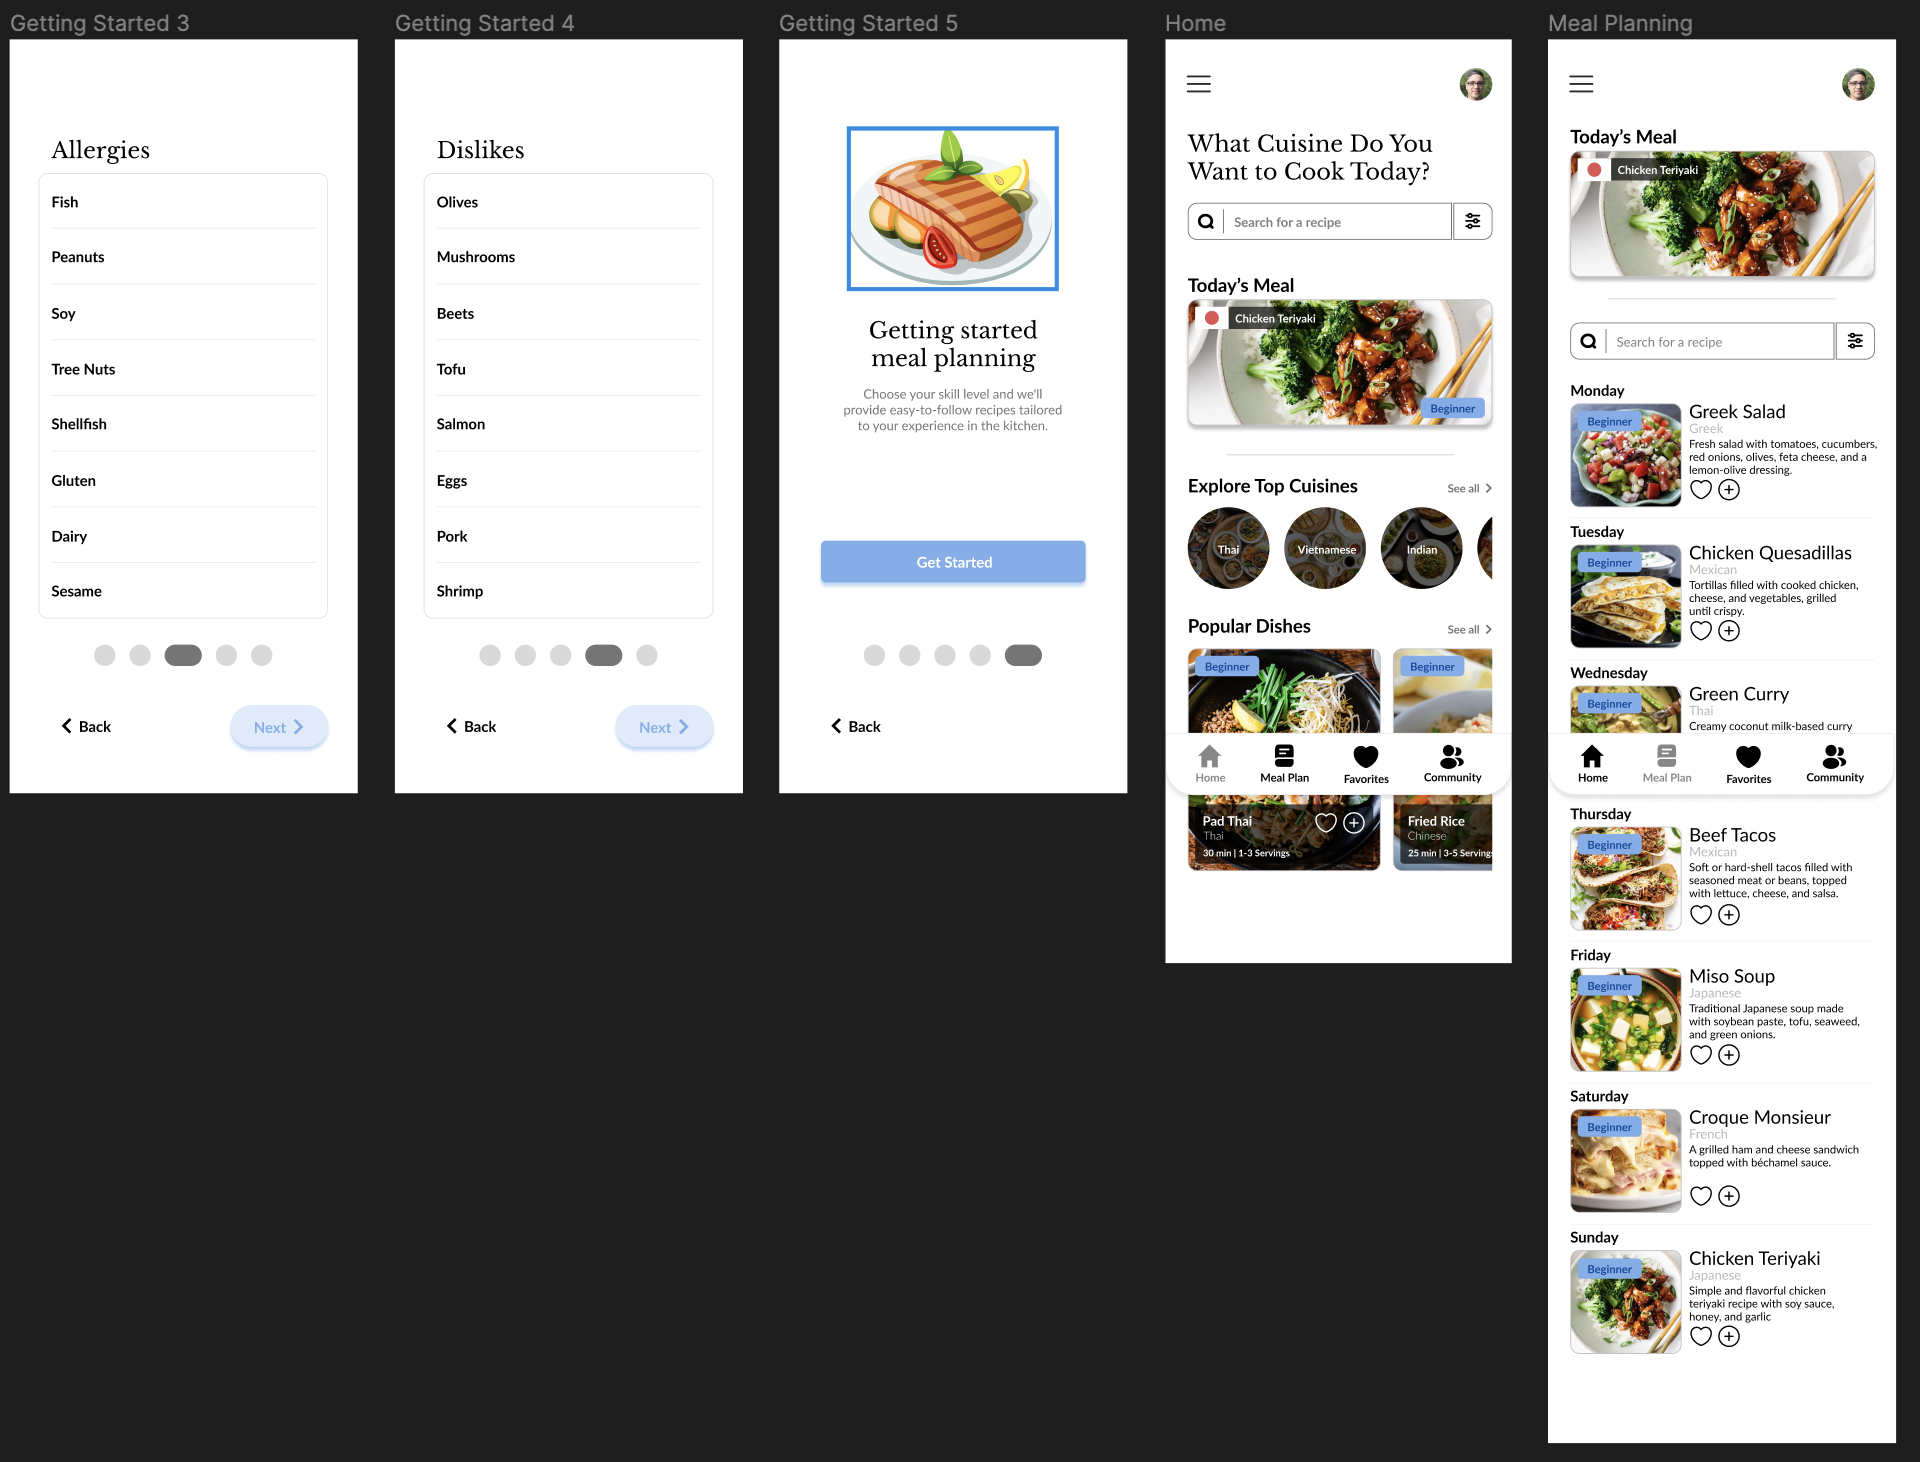 Getting Started 3
Allergies
Fish
Peanuts
Soy
Tree Nuts
Shellfish
Gluten
Dairy
Sesame
Back
Next
Getting Started 4
Dislikes
Olives
Mushrooms
Beets
Tofu
Salmon
Eggs
Pork
Shrimp
Back
Next
Getting Started 5
Getting started
meal planning
Choose your skill level and we'll
provide easy-to-follow recipes tailored
to your experience in the kitchen.
Get Started
Back
Home
What Cuisine Do You
Want to Cook Today?
Search for a recipe
Today's Meal
Chicken Teriyaki
Beginner
Explore Top Cuisines
See all
Thai
Vietnamese
Indian
Popular Dishes
See all
Beginner
Beginner
Home
Meal Plan
Favorites
Community
Pad Thai
Thai
30 min | 1-3 Servings
Fried Rice
Chinese
25 min | 3-5 Servings
Meal Planning
Today's Meal
Chicken Teriyaki
Search for a recipe
Monday
Beginner
Greek Salad
Greek
Fresh salad with tomatoes, cucumbers,
red onions, olives, feta cheese, and a
lemon-olive dressing.
Tuesday
Beginner
Chicken Quesadillas
Mexican
Tortillas filled with cooked chicken,
cheese, and vegetables, grilled
until crispy.
Wednesday
Beginner
Green Curry
Thai
Creamy coconut milk-based curry
Home
Meal Plan
Favorites
Community
Thursday
Beginner
Beef Tacos
Mexican
Soft or hard-shell tacos filled with
seasoned meat or beans, topped
with lettuce, cheese, and salsa.
Friday
Beginner
Miso Soup
Japanese
Traditional Japanese soup made
with soybean paste, tofu, seaweed,
and green onions.
Saturday
Beginner
Croque Monsieur
French
A grilled ham and cheese sandwich
topped with béchamel sauce.
Sunday
Beginner
Chicken Teriyaki
Japanese
Simple and flavorful chicken
teriyaki recipe with soy sauce,
honey, and garlic